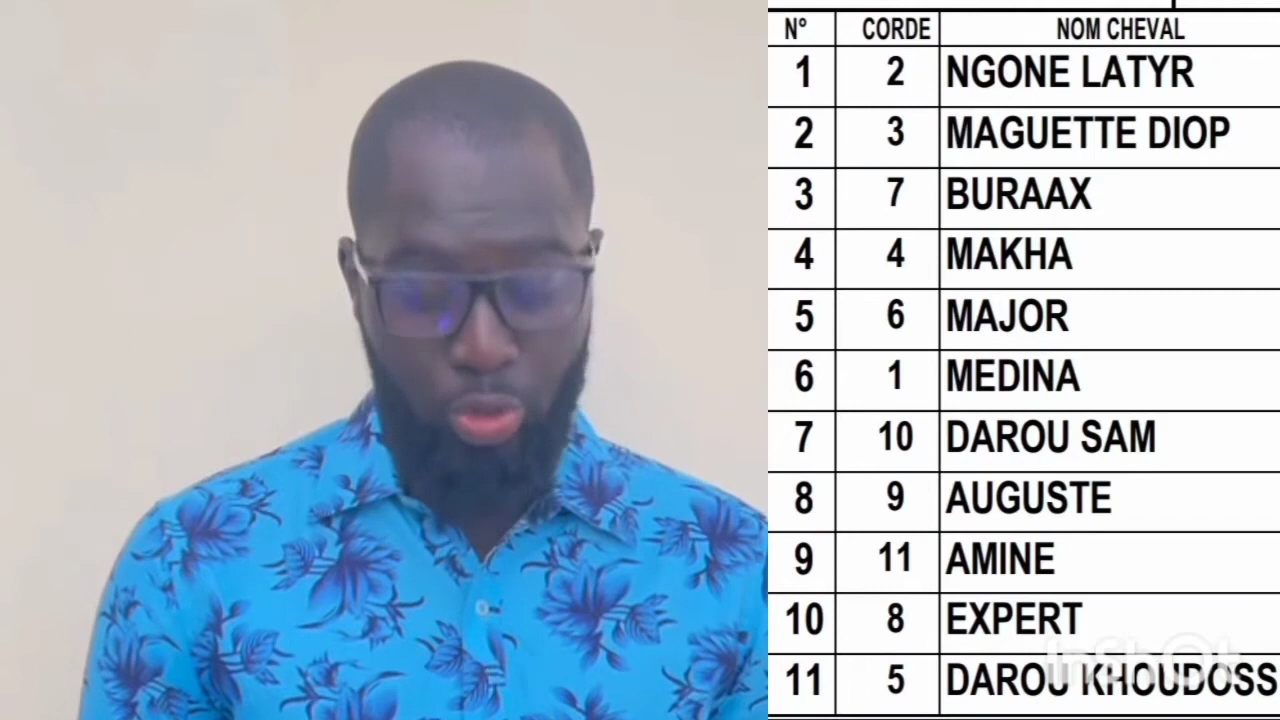 N° CORDE NOM CHEVAL
1 2 NGONE LATYR
2 3 MAGUETTE DIOP
3 7 BURAAX
4 4 MAKHA
5 6 MAJOR
6 1 MEDINA
7 10 DAROU SAM
8 9 AUGUSTE
9 11 AMINE
10 8 EXPERT
InShOt
11 5 DAROU KHOUDOSS